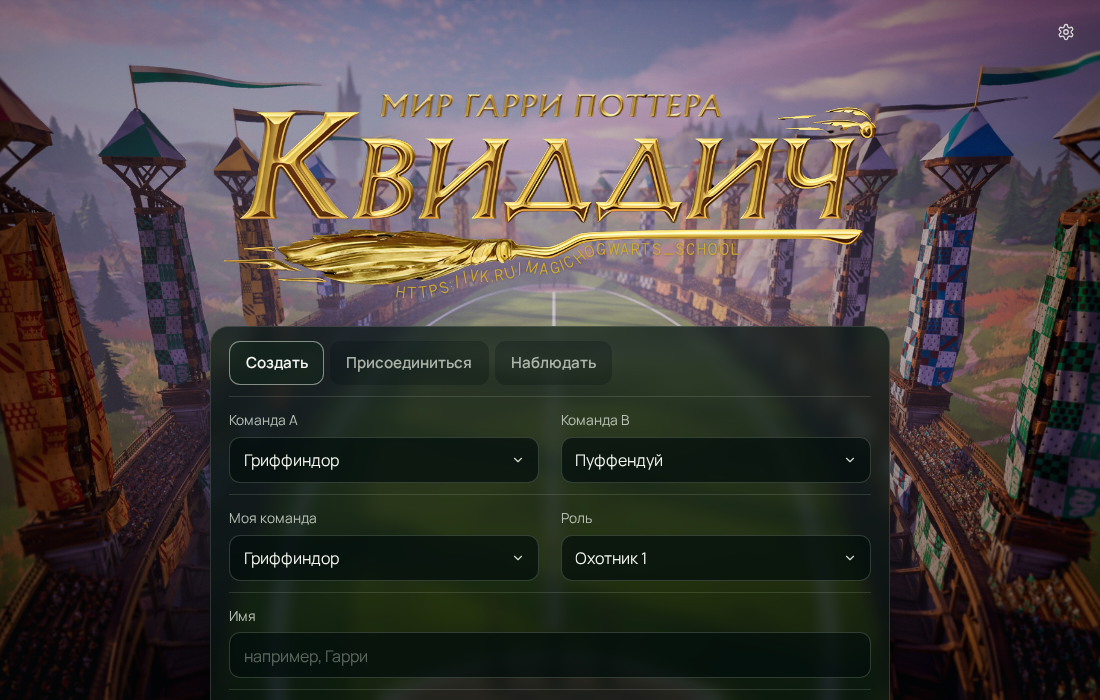 МИР ГАРРИ ПОТТЕРА
КВИДДИЧ
HTTPS://VK.RU/MAGICHOGWARTS_SCHOOL
Создать Присоединиться Наблюдать
Команда A Команда B
Гриффиндор Пуффендуй
Моя команда Роль
Гриффиндор Охотник 1
Имя
например, Гарри